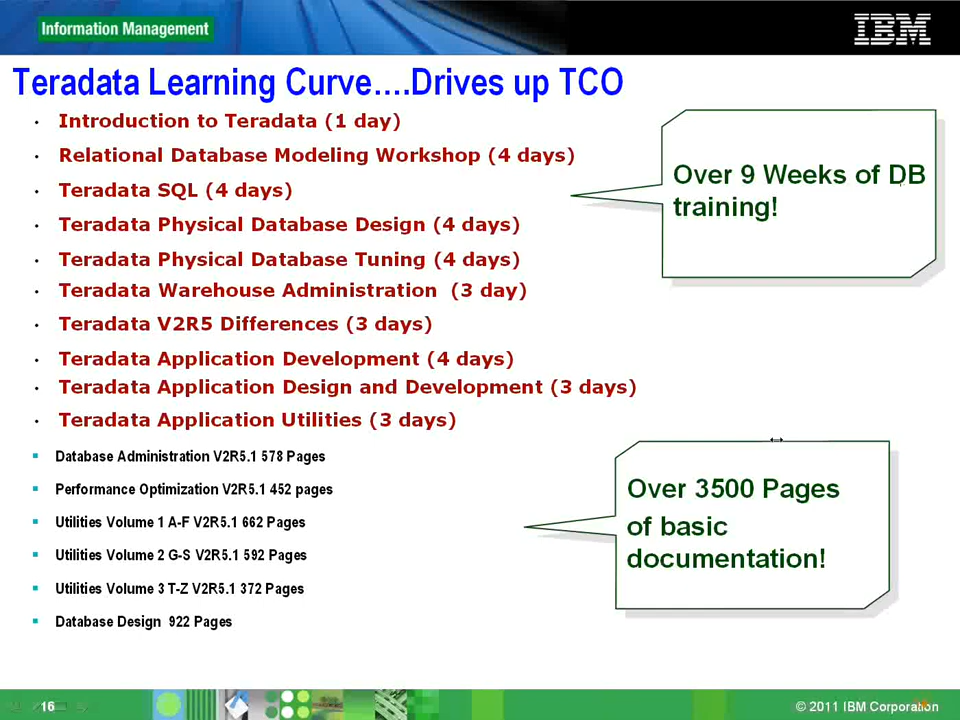 Information Management
IBM
Teradata Learning Curve....Drives up TCO
• Introduction to Teradata (1 day)
• Relational Database Modeling Workshop (4 days)
• Teradata SQL (4 days)
• Teradata Physical Database Design (4 days)
• Teradata Physical Database Tuning (4 days)
• Teradata Warehouse Administration (3 day)
• Teradata V2R5 Differences (3 days)
• Teradata Application Development (4 days)
• Teradata Application Design and Development (3 days)
• Teradata Application Utilities (3 days)
Over 9 Weeks of DB
training!
▪ Database Administration V2R5.1 578 Pages
▪ Performance Optimization V2R5.1 452 pages
▪ Utilities Volume 1 A-F V2R5.1 662 Pages
▪ Utilities Volume 2 G-S V2R5.1 592 Pages
▪ Utilities Volume 3 T-Z V2R5.1 372 Pages
▪ Database Design 922 Pages
Over 3500 Pages
of basic
documentation!
16
© 2011 IBM Corporation